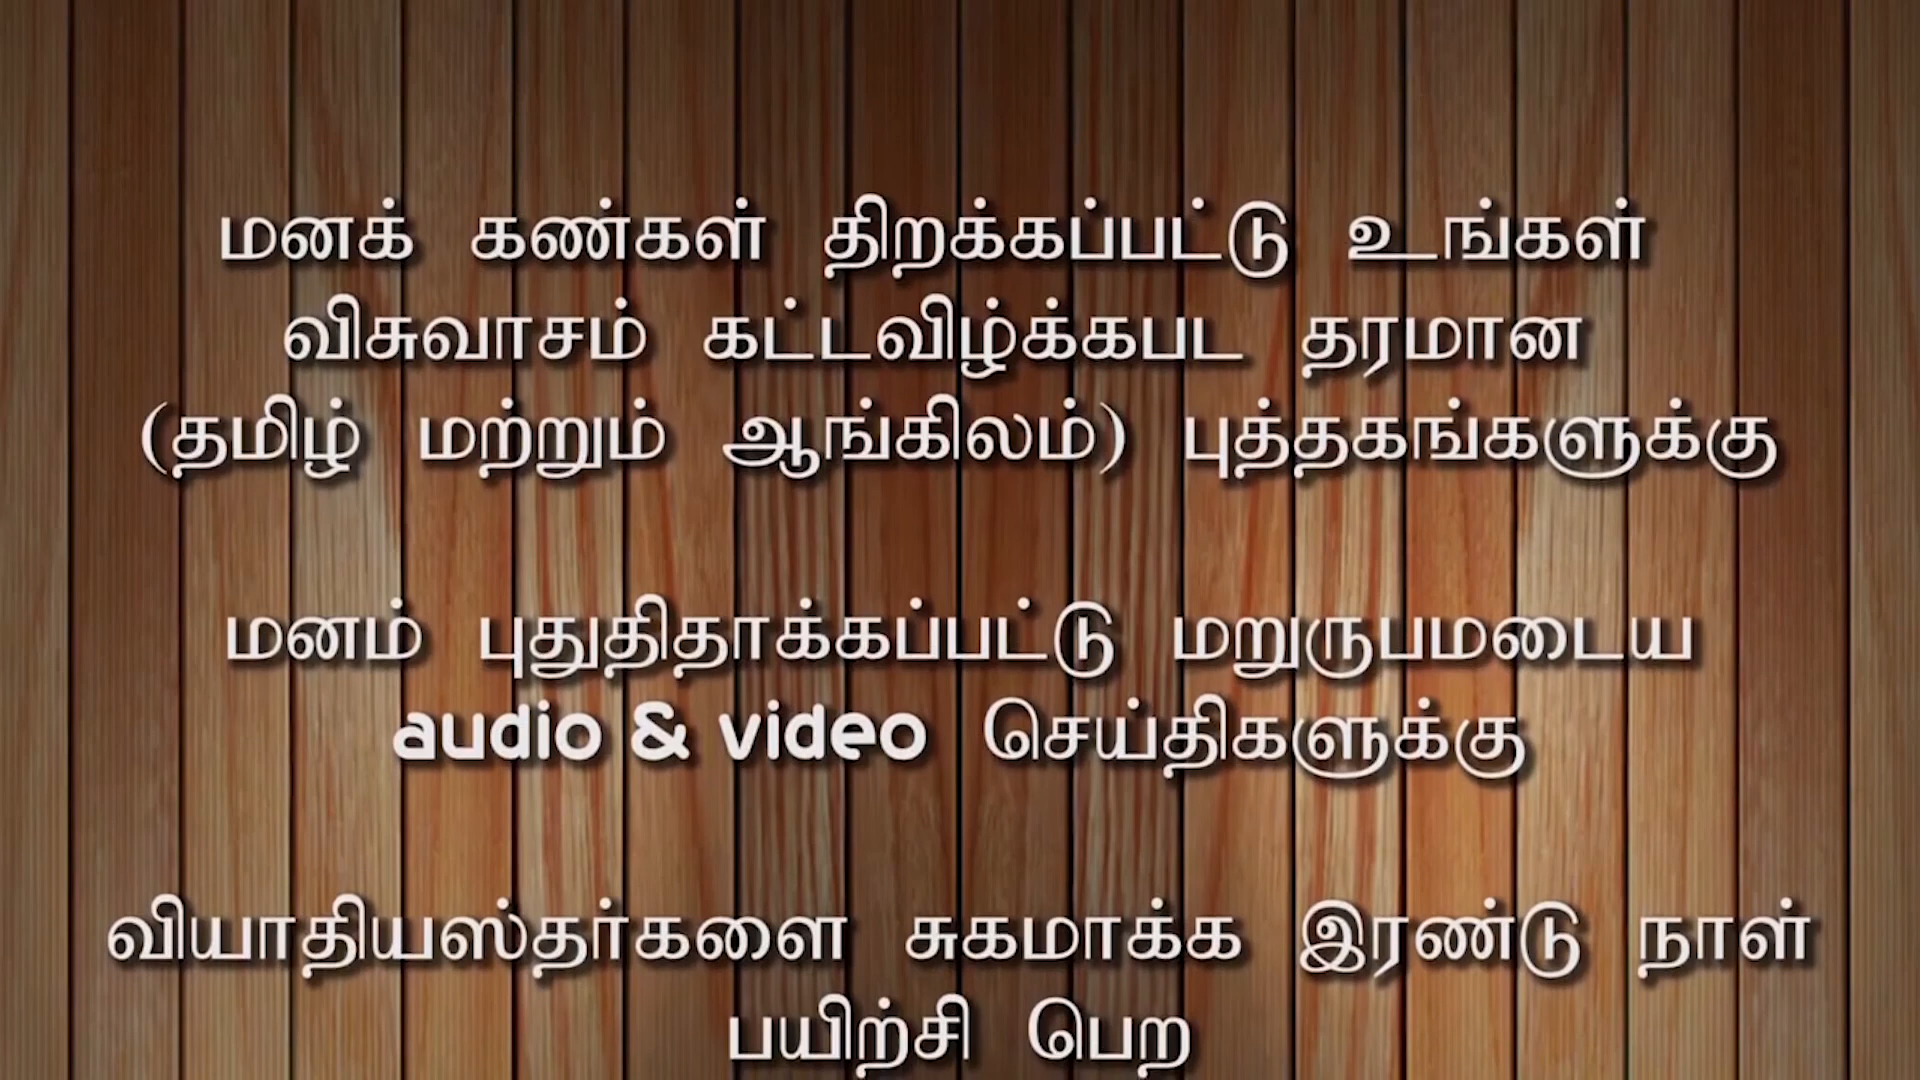 மனக் கண்கள் திறக்கப்பட்டு உங்கள்
விசுவாசம் கட்டவிழ்க்கபட தரமான
(தமிழ் மற்றும் ஆங்கிலம்) புத்தகங்களுக்கு
மனம் புதுதிதாக்கப்பட்டு மறுருபமடைய
audio & video செய்திகளுக்கு
வியாதியஸ்தர்களை சுகமாக்க இரண்டு நாள்
பயிற்சி பெற